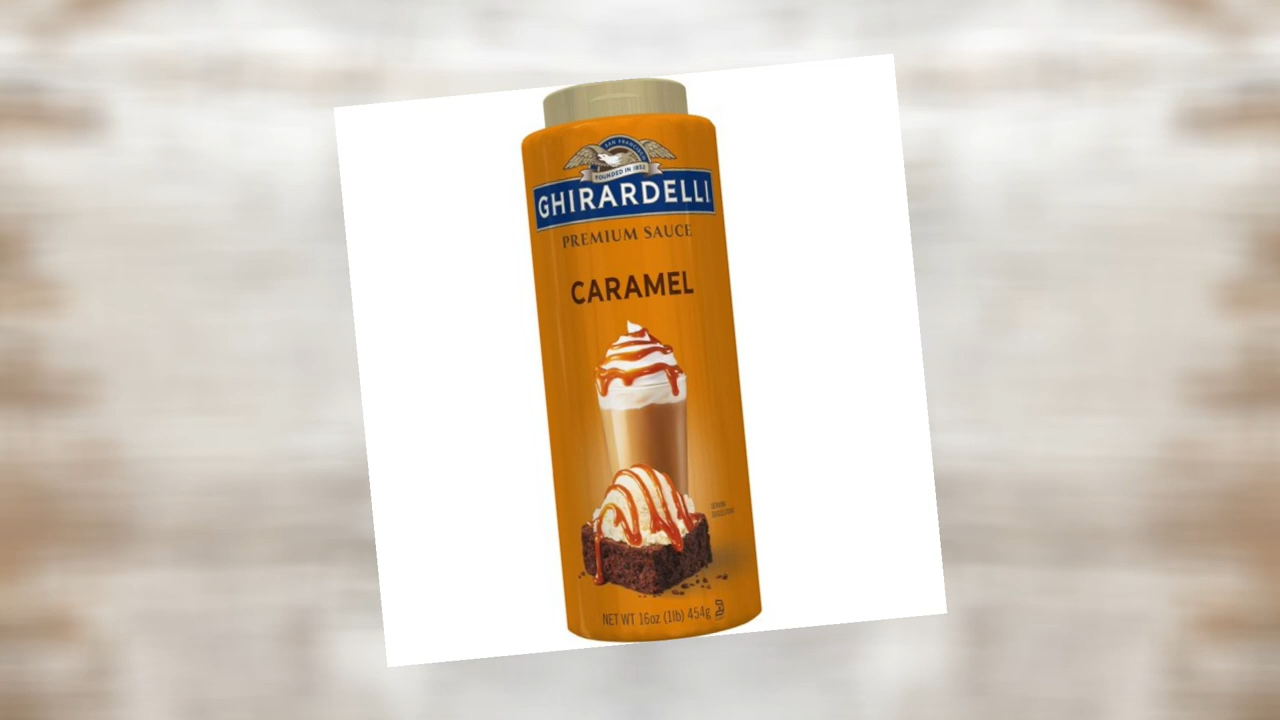 SAN FRANCISCO
FOUNDED IN 1852
GHIRARDELLI
PREMIUM SAUCE
CARAMEL
NET WT 16oz (1lb) 454g